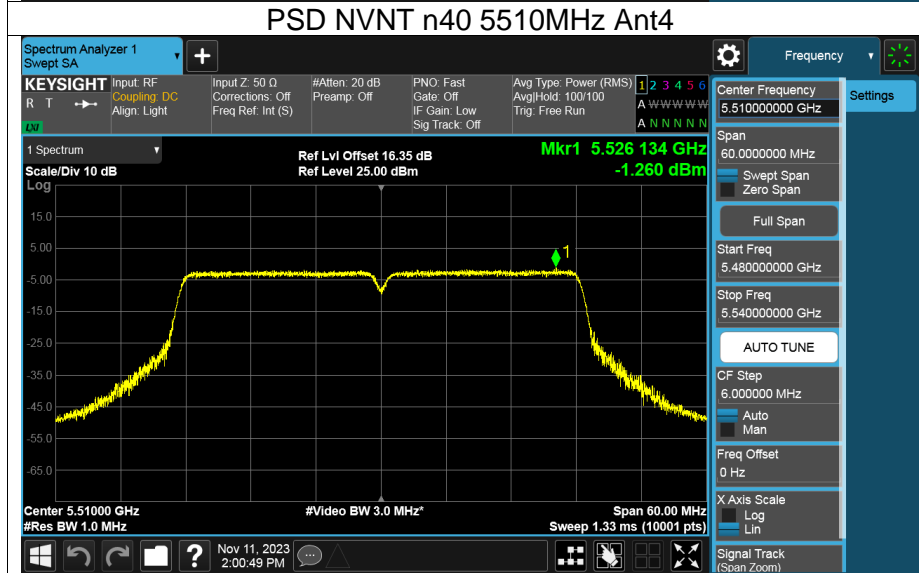 PSD NVNT n40 5510MHz Ant4
Spectrum Analyzer 1
Swept SA
+
Frequency
KEYSIGHT
R T
LXI
Input: RF
Coupling: DC
Align: Light
Input Z: 50 Ω
Corrections: Off
Freq Ref: Int (S)
#Atten: 20 dB
Preamp: Off
PNO: Fast
Gate: Off
IF Gain: Low
Sig Track: Off
Avg Type: Power (RMS)
Avg|Hold: 100/100
Trig: Free Run
1 2 3 4 5 6
A W W W W W
A N N N N N
1 Spectrum
Scale/Div 10 dB
Ref Lvl Offset 16.35 dB
Ref Level 25.00 dBm
Mkr1 5.526 134 GHz
-1.260 dBm
Log
15.0
5.00
-5.00
-15.0
-25.0
-35.0
-45.0
-55.0
-65.0
1
Center 5.51000 GHz
#Res BW 1.0 MHz
#Video BW 3.0 MHz*
Span 60.00 MHz
Sweep 1.33 ms (10001 pts)
Center Frequency
5.510000000 GHz
Settings
Span
60.0000000 MHz
Swept Span
Zero Span
Full Span
Start Freq
5.480000000 GHz
Stop Freq
5.540000000 GHz
AUTO TUNE
CF Step
6.000000 MHz
Auto
Man
Freq Offset
0 Hz
X Axis Scale
Log
Lin
Signal Track
(Span Zoom)
?
Nov 11, 2023
2:00:49 PM